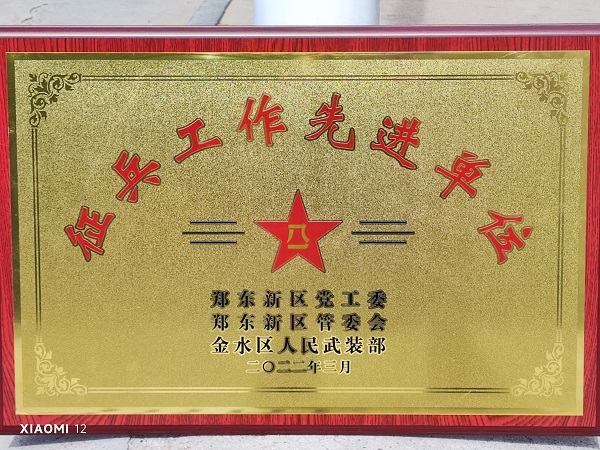 征兵工作先进单位
八一
郑东新区党工委
郑东新区管委会
金水区人民武装部
二〇二二年三月
XIAOMI 12